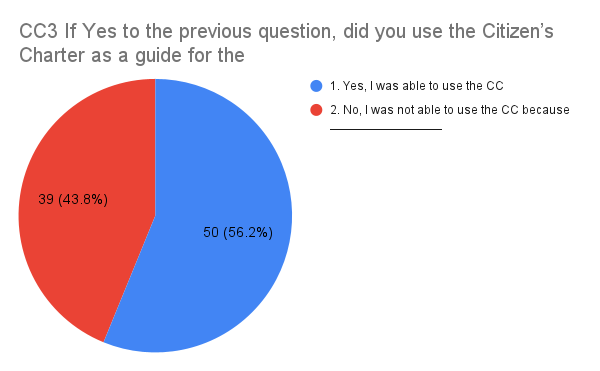 CC3 If Yes to the previous question, did you use the Citizen’s
Charter as a guide for the
1. Yes, I was able to use the CC
2. No, I was not able to use the CC because
________________
39 (43.8%)
50 (56.2%)